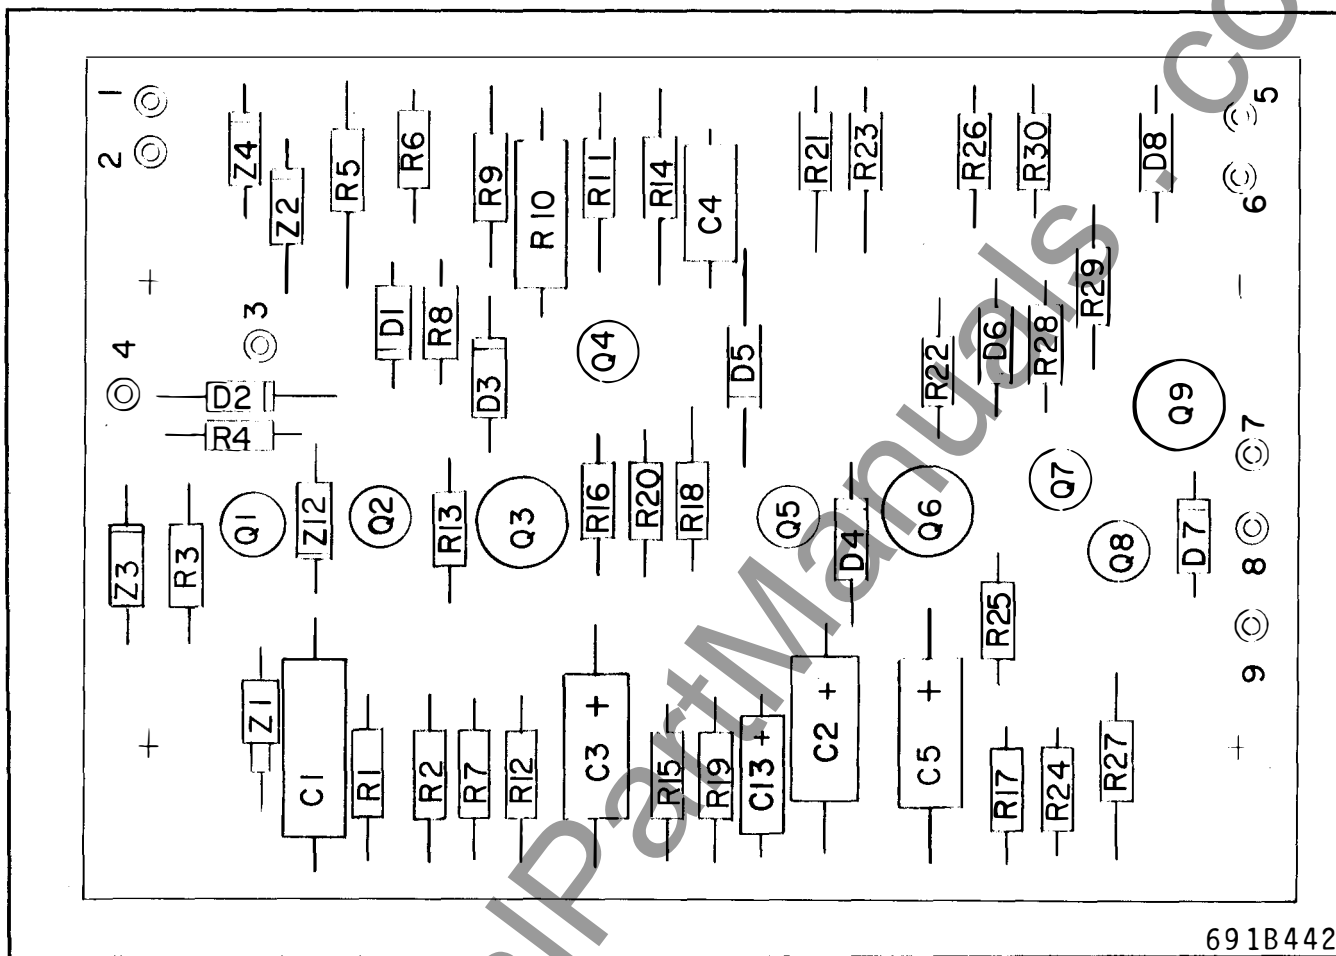 1
2
Z4
Z2
R5
R6
R9
R10
R11
R14
C4
R21
R23
R26
R30
D8
5
6
3
4
D1
R8
D3
Q4
D5
R22
D6
R28
R29
D2
R4
Q9
7
Z3
R3
Q1
Z12
Q2
R13
Q3
R16
R20
R18
Q5
D4
Q6
Q7
Q8
D7
8
R25
9
Z1
C1
R1
R2
R7
R12
C3 +
R15
R19
C13 +
C2 +
C5 +
R17
R24
R27
691B442
lPartManuals.co